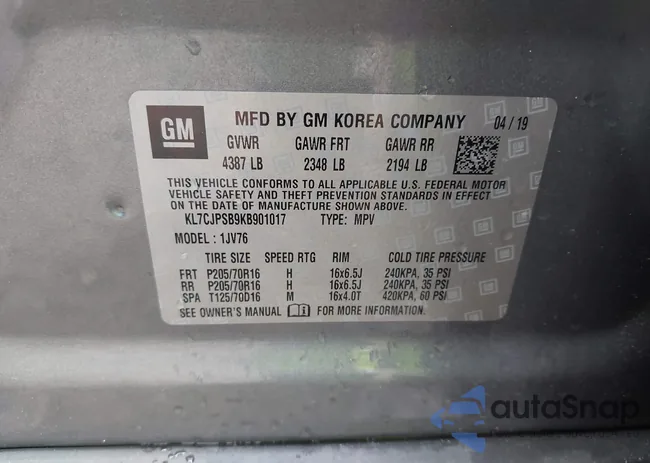 GM MFD BY GM KOREA COMPANY 04 / 19
GVWR GAWR FRT GAWR RR
4387 LB 2348 LB 2194 LB
THIS VEHICLE CONFORMS TO ALL APPLICABLE U.S. FEDERAL MOTOR
VEHICLE SAFETY AND THEFT PREVENTION STANDARDS IN EFFECT
ON THE DATE OF MANUFACTURE SHOWN ABOVE.
KL7CJPSB9KB901017 TYPE: MPV
MODEL : 1JV76
TIRE SIZE SPEED RTG RIM COLD TIRE PRESSURE
FRT P205/70R16 H 16x6.5J 240KPA, 35 PSI
RR P205/70R16 H 16x6.5J 240KPA, 35 PSI
SPA T125/70D16 M 16x4.0T 420KPA, 60 PSI
SEE OWNER'S MANUAL FOR MORE INFORMATION.
autoSnap